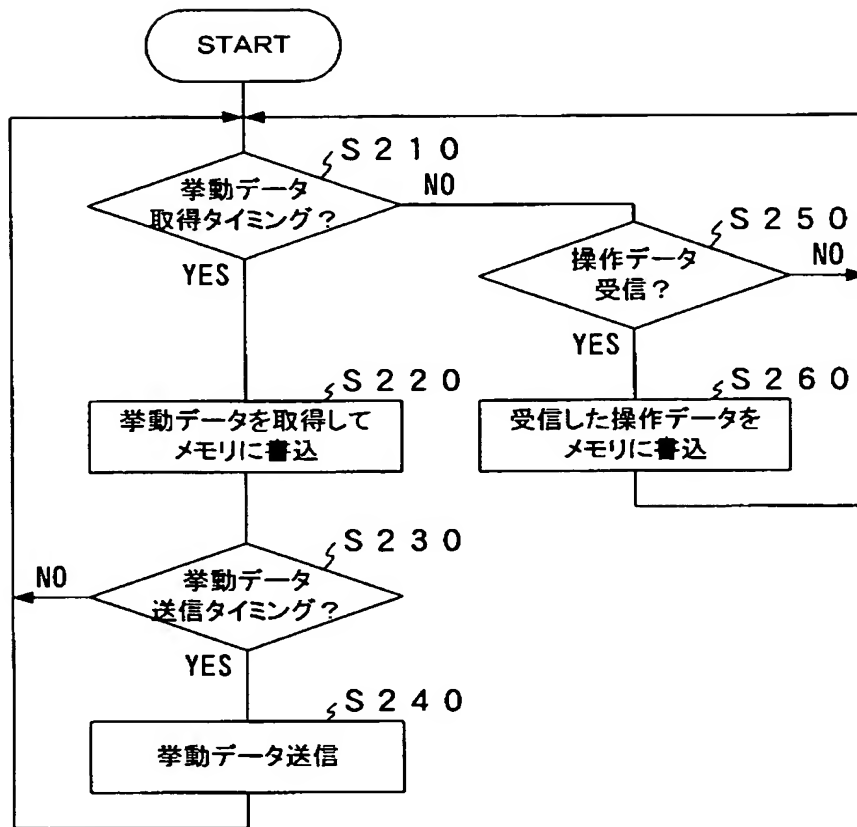 START
S210
挙動データ
取得タイミング？
NO
YES
S250
操作データ
受信？
NO
YES
S220
挙動データを取得して
メモリに書込
S260
受信した操作データを
メモリに書込
S230
挙動データ
送信タイミング？
NO
YES
S240
挙動データ送信